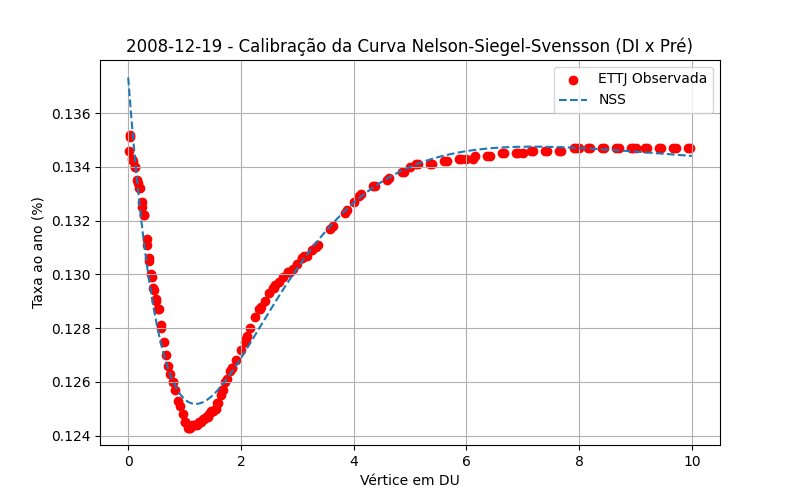 2008-12-19 - Calibração da Curva Nelson-Siegel-Svensson (DI x Pré)
ETTJ Observada
NSS
0.136
0.134
0.132
0.130
0.128
0.126
0.124
Taxa ao ano (%)
0 2 4 6 8 10
Vértice em DU